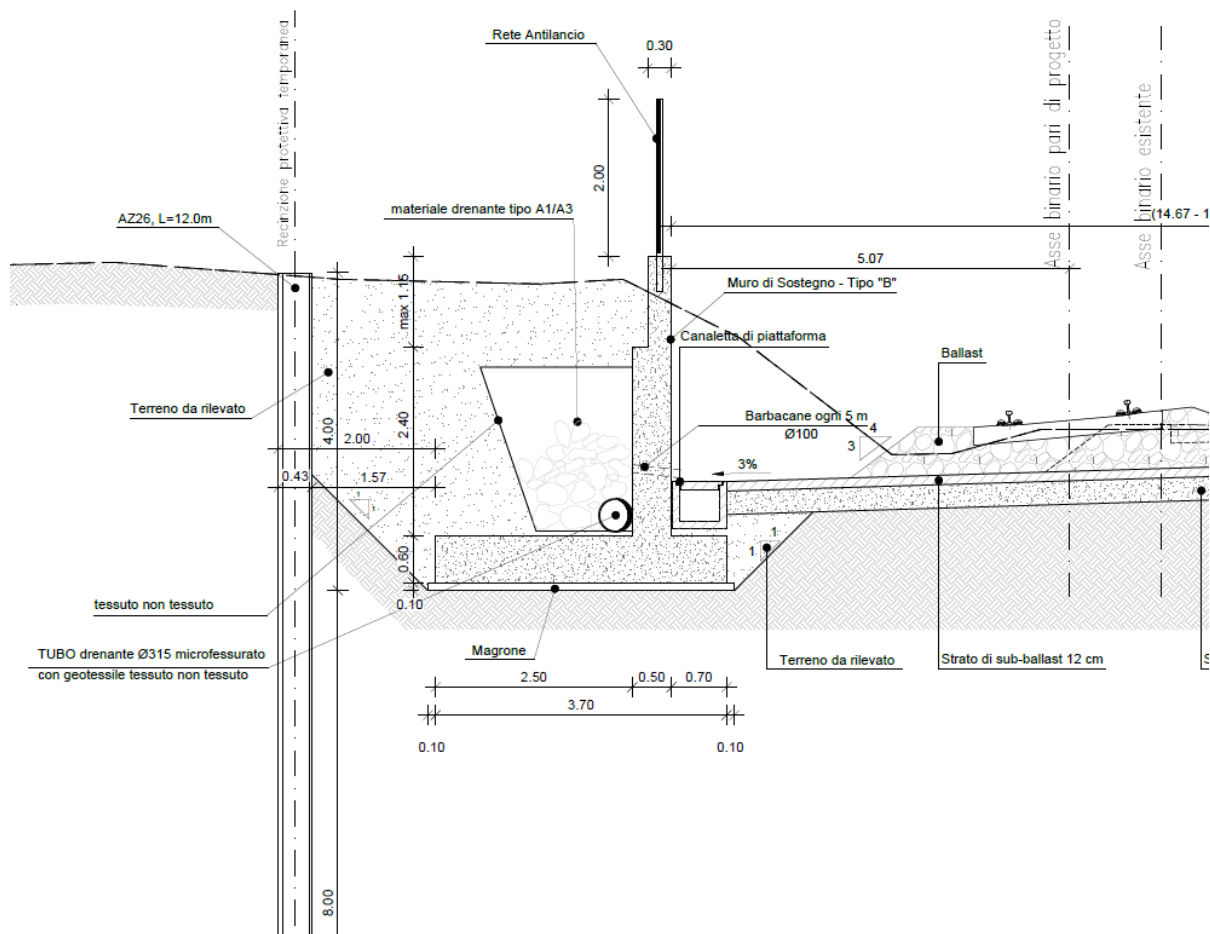 Rete Antilancio
0.30
Recinzione protettiva temporanea
Asse binario pari di progetto
Asse binario esistente
2.00
materiale drenante tipo A1/A3
AZ26, L=12.0m
(14.67 - 1
5.07
max 1.15
Muro di Sostegno - Tipo "B"
Canaletta di piattaforma
Ballast
Terreno da rilevato
4.00
2.40
Barbacane ogni 5 m
Ø100
4
3
2.00
3%
0.43
1.57
1
1
0.60
1
1
tessuto non tessuto
0.10
TUBO drenante Ø315 microfessurato
con geotessile tessuto non tessuto
Magrone
Terreno da rilevato
Strato di sub-ballast 12 cm
S
2.50
0.50
0.70
3.70
0.10
0.10
8.00